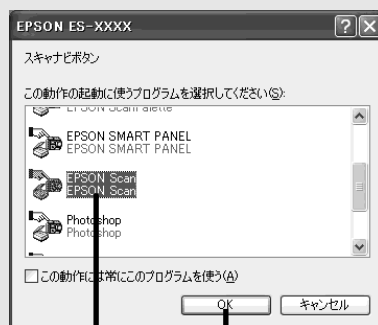 EPSON ES-XXXX
スキャナビボタン
この動作の起動に使うプログラムを選択してください(S):
EPSON ScanPalette
EPSON SMART PANEL
EPSON SMART PANEL
EPSON Scan
EPSON Scan
Photoshop
Photoshop
この動作には常にこのプログラムを使う(A)
OK
キャンセル